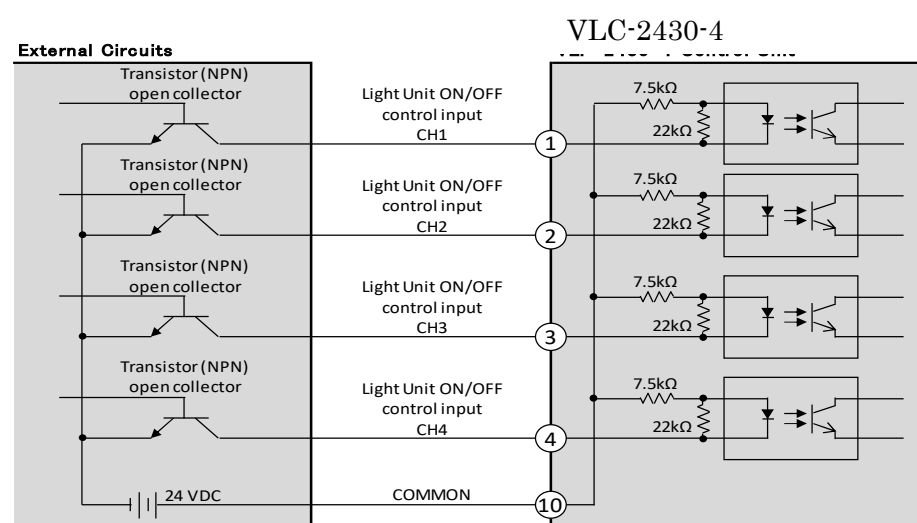 VLC-2430-4
External Circuits
Transistor (NPN)
open collector
Light Unit ON/OFF
control input
CH1
1
7.5kΩ
22kΩ
Transistor (NPN)
open collector
Light Unit ON/OFF
control input
CH2
2
7.5kΩ
22kΩ
Transistor (NPN)
open collector
Light Unit ON/OFF
control input
CH3
3
7.5kΩ
22kΩ
Transistor (NPN)
open collector
Light Unit ON/OFF
control input
CH4
4
7.5kΩ
22kΩ
24 VDC
COMMON
10